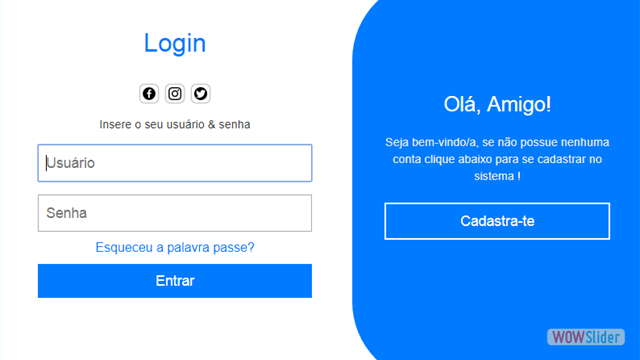 Login
Insere o seu usuário & senha
Usuário
Senha
Esqueceu a palavra passe?
Entrar
Olá, Amigo!
Seja bem-vindo/a, se não possue nenhuma
conta clique abaixo para se cadastrar no
sistema !
Cadastra-te
WOWSlider